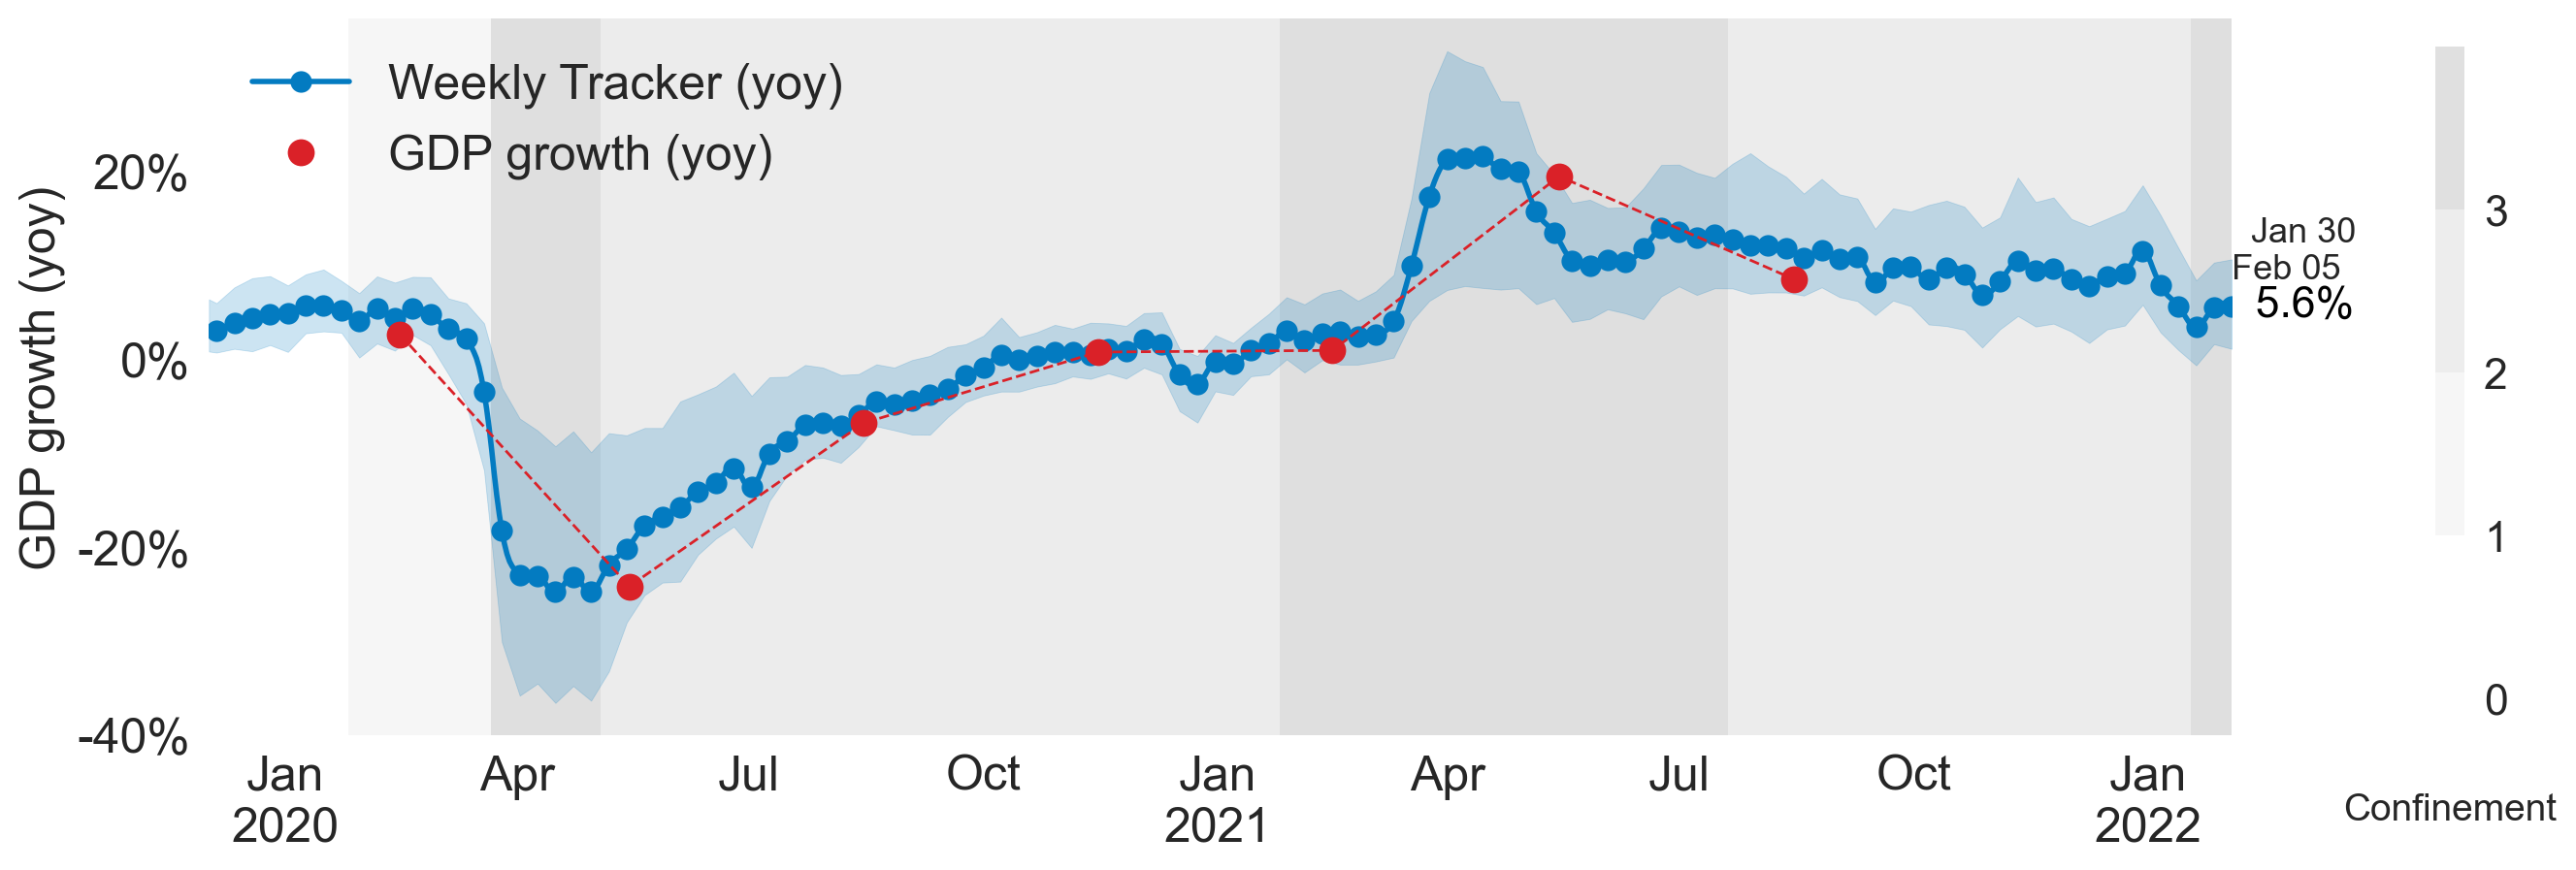 Weekly Tracker (yoy)
GDP growth (yoy)
GDP growth (yoy)
20%
0%
-20%
-40%
Jan
2020
Apr
Jul
Oct
Jan
2021
Apr
Jul
Oct
Jan
2022
Jan 30
Feb 05
5.6%
3
2
1
0
Confinement